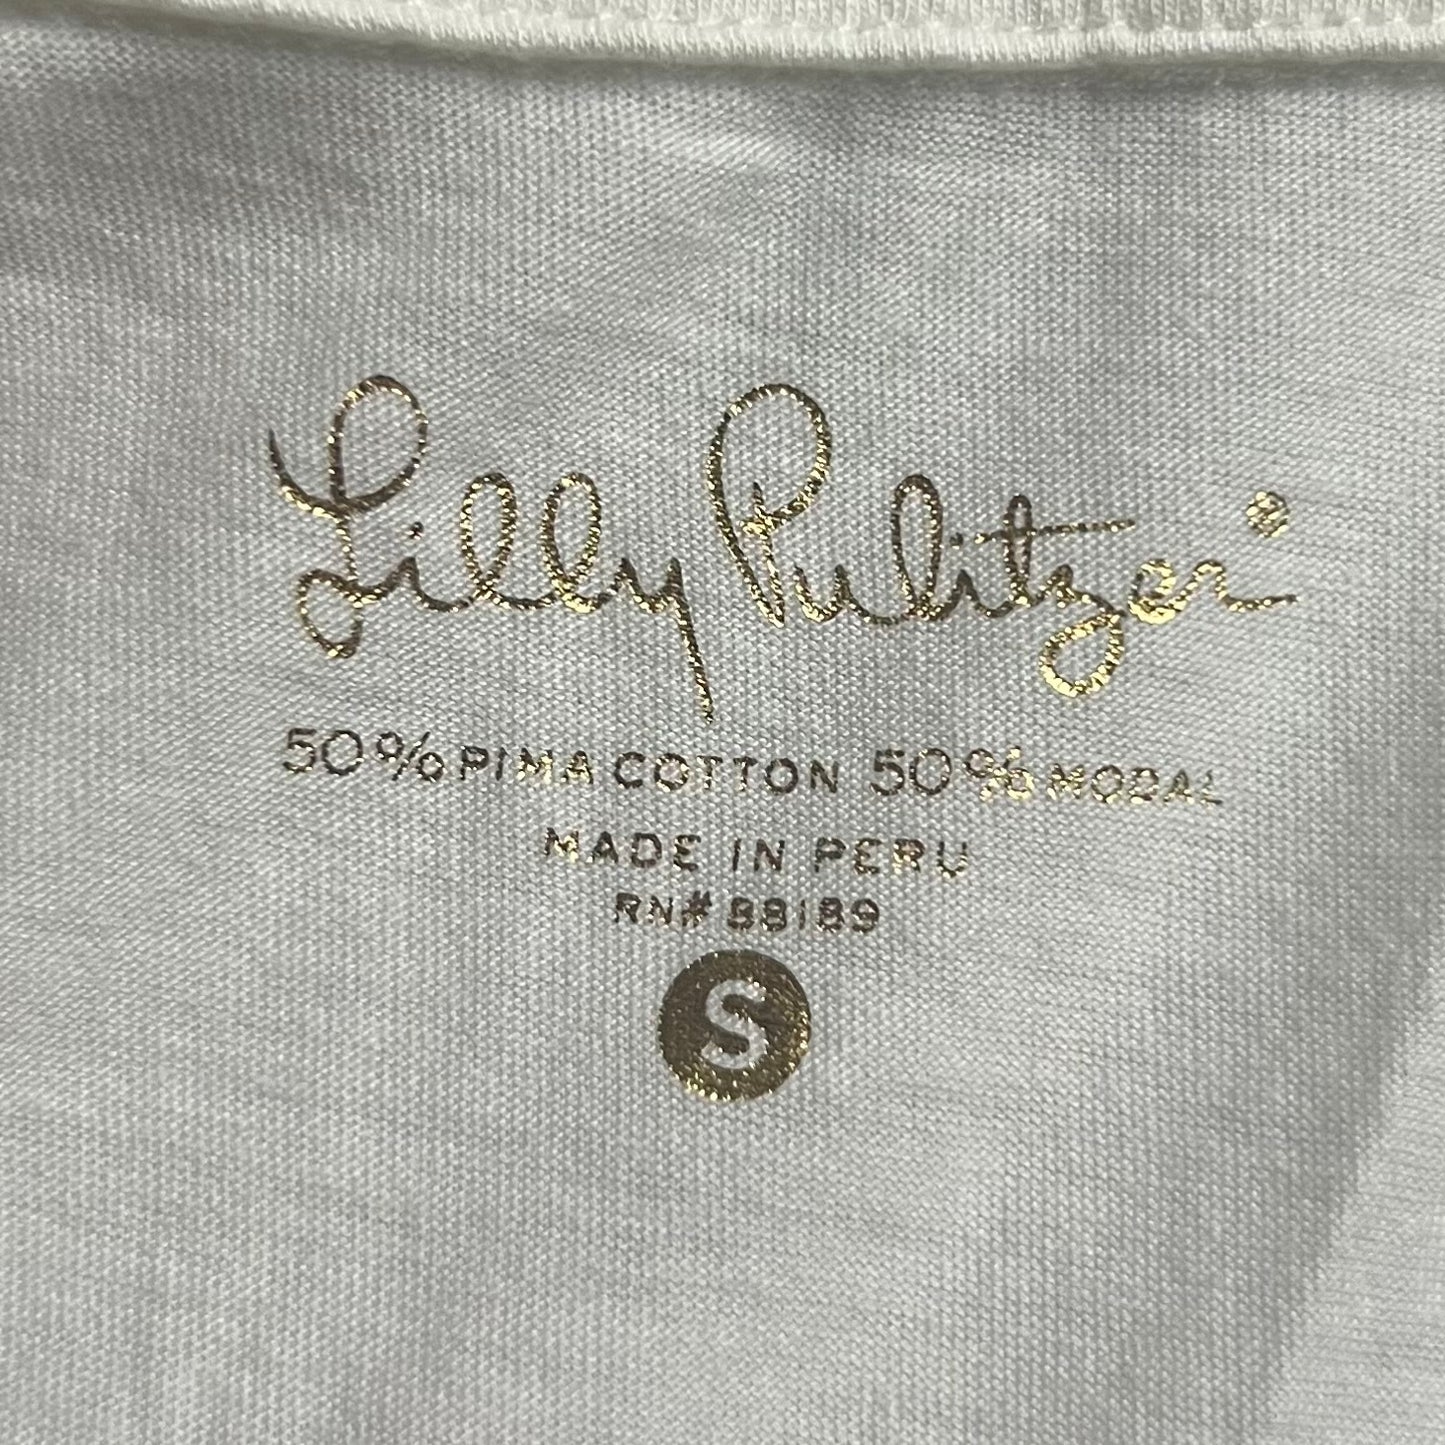 Lilly Pulitzer®
50% PIMA COTTON 50% MODAL
MADE IN PERU
RN# 88189
S